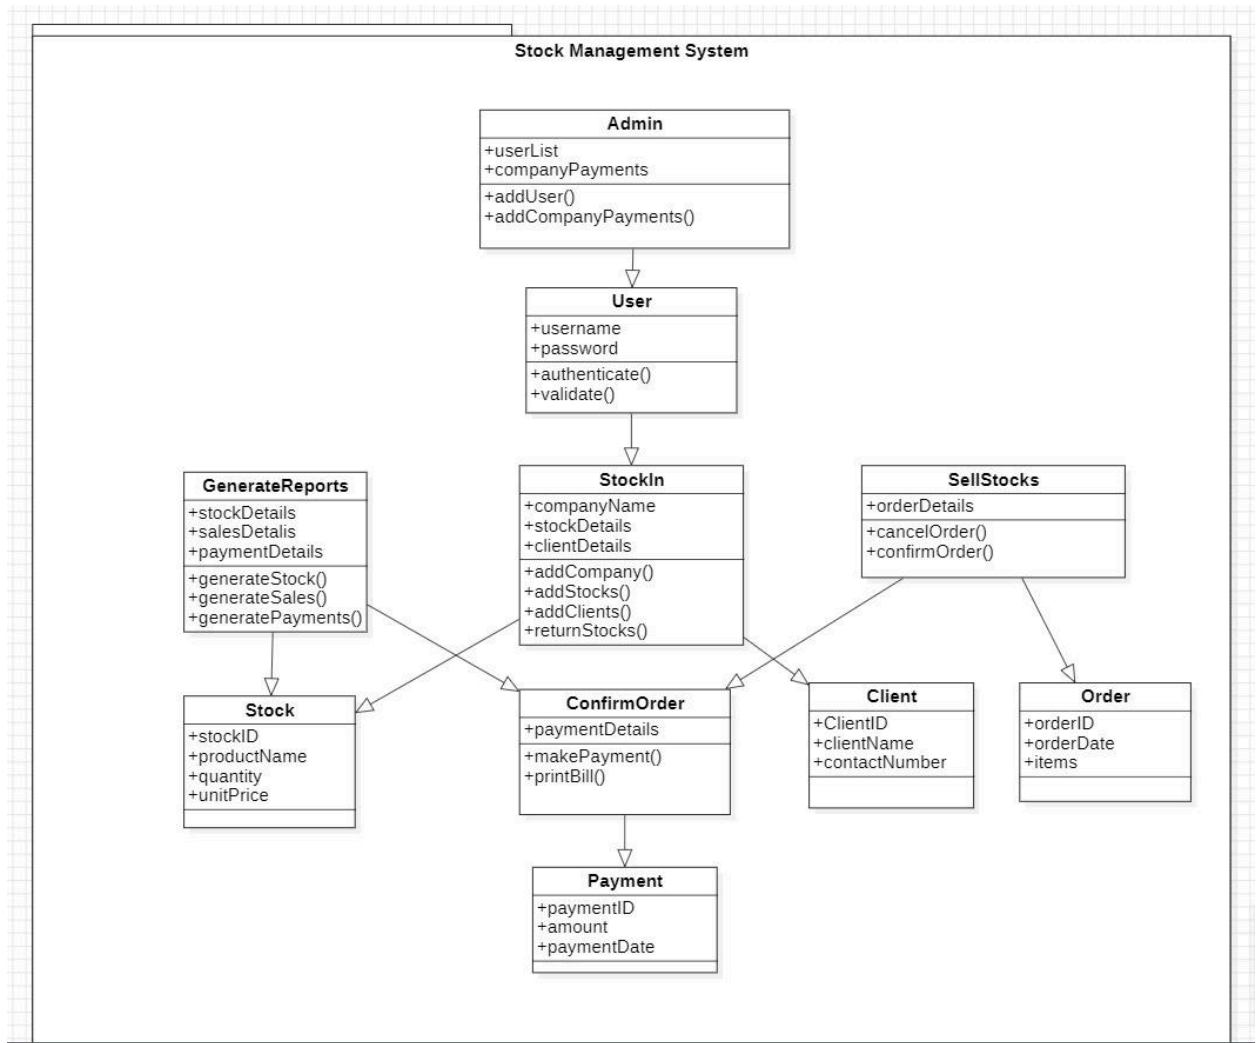 Stock Management System
Admin
+userList
+companyPayments
+addUser()
+addCompanyPayments()
User
+username
+password
+authenticate()
+validate()
GenerateReports
+stockDetails
+salesDetalis
+paymentDetails
+generateStock()
+generateSales()
+generatePayments()
StockIn
+companyName
+stockDetails
+clientDetails
+addCompany()
+addStocks()
+addClients()
+returnStocks()
SellStocks
+orderDetails
+cancelOrder()
+confirmOrder()
Stock
+stockID
+productName
+quantity
+unitPrice
ConfirmOrder
+paymentDetails
+makePayment()
+printBill()
Client
+ClientID
+clientName
+contactNumber
Order
+orderID
+orderDate
+items
Payment
+paymentID
+amount
+paymentDate